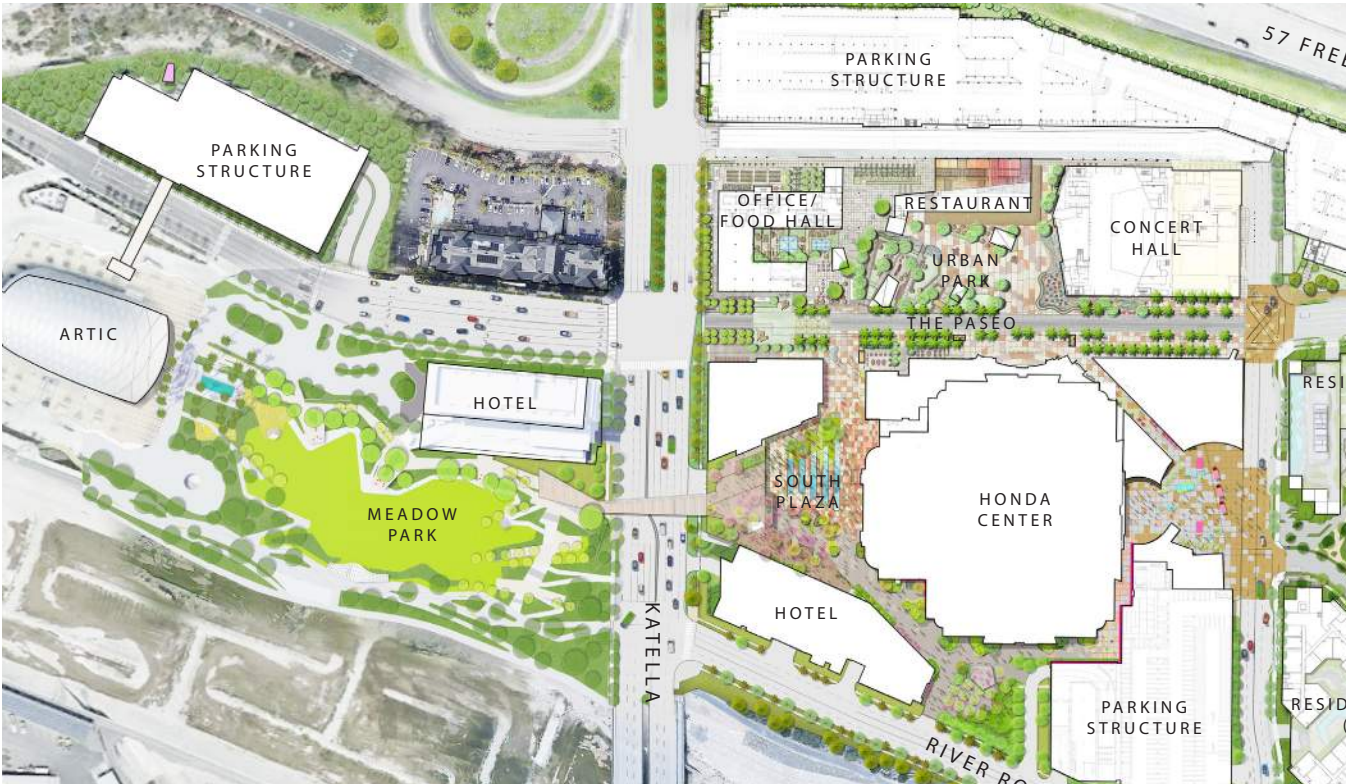 57 FREE
PARKING
STRUCTURE
PARKING
STRUCTURE
OFFICE/
FOOD HALL
RESTAURANT
CONCERT
HALL
URBAN
PARK
THE PASEO
ARTIC
HOTEL
RESI
SOUTH
PLAZA
HONDA
CENTER
MEADOW
PARK
HOTEL
KATELLA
PARKING
STRUCTURE
RESID
RIVER RO